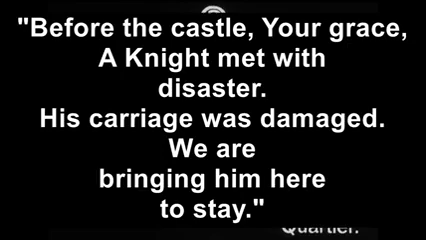 "Before the castle, Your grace,
A Knight met with
disaster.
His carriage was damaged.
We are
bringing him here
to stay."
Quartier.